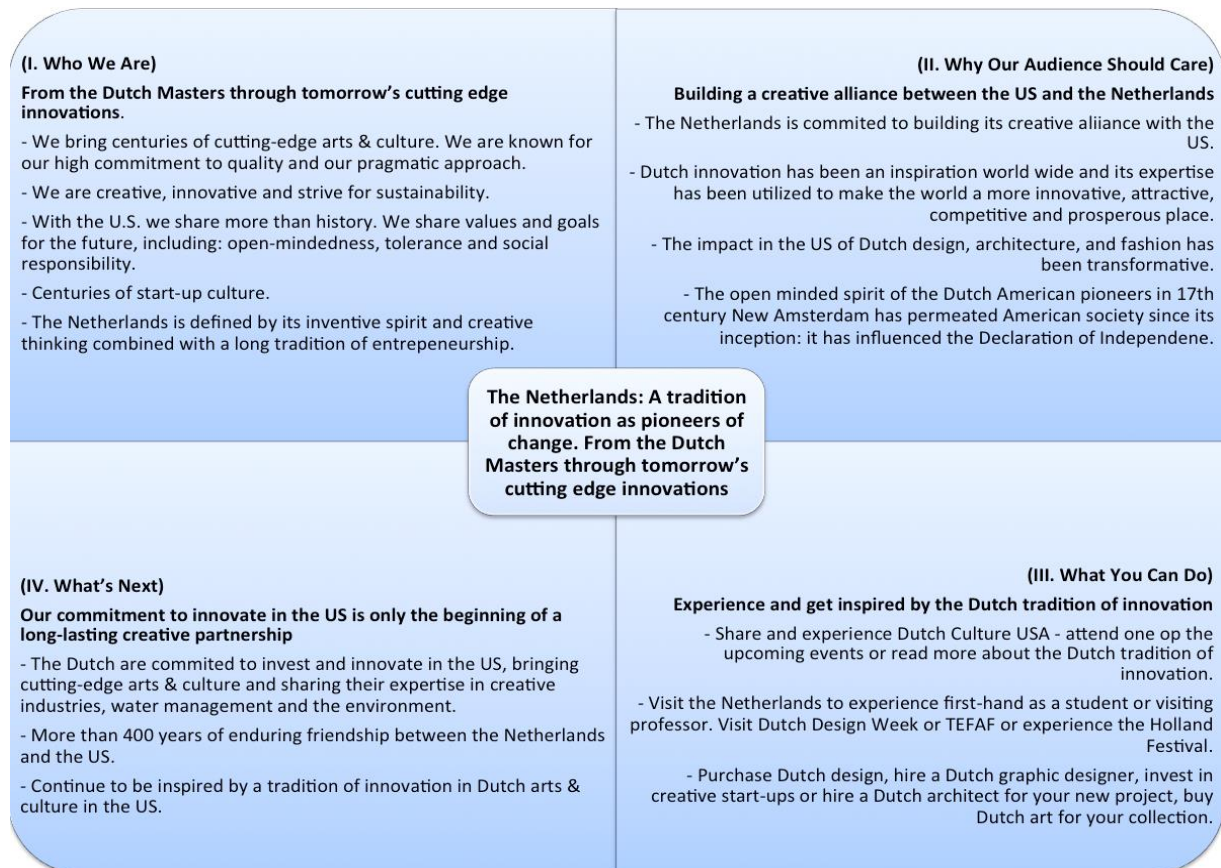 (I. Who We Are)
From the Dutch Masters through tomorrow's cutting edge
innovations.
- We bring centuries of cutting-edge arts & culture. We are known for
our high commitment to quality and our pragmatic approach.
- We are creative, innovative and strive for sustainability.
- With the U.S. we share more than history. We share values and goals
for the future, including: open-mindedness, tolerance and social
responsibility.
- Centuries of start-up culture.
- The Netherlands is defined by its inventive spirit and creative
thinking combined with a long tradition of entrepeneurship.
(II. Why Our Audience Should Care)
Building a creative alliance between the US and the Netherlands
- The Netherlands is commited to building its creative aliiance with the
US.
- Dutch innovation has been an inspiration world wide and its expertise
has been utilized to make the world a more innovative, attractive,
competitive and prosperous place.
- The impact in the US of Dutch design, architecture, and fashion has
been transformative.
- The open minded spirit of the Dutch American pioneers in 17th
century New Amsterdam has permeated American society since its
inception: it has influenced the Declaration of Independene.
The Netherlands: A tradition
of innovation as pioneers of
change. From the Dutch
Masters through tomorrow's
cutting edge innovations
(III. What You Can Do)
Experience and get inspired by the Dutch tradition of innovation
- Share and experience Dutch Culture USA - attend one op the
upcoming events or read more about the Dutch tradition of
innovation.
- Visit the Netherlands to experience first-hand as a student or visiting
professor. Visit Dutch Design Week or TEFAF or experience the Holland
Festival.
- Purchase Dutch design, hire a Dutch graphic designer, invest in
creative start-ups or hire a Dutch architect for your new project, buy
Dutch art for your collection.
(IV. What's Next)
Our commitment to innovate in the US is only the beginning of a
long-lasting creative partnership
- The Dutch are commited to invest and innovate in the US, bringing
cutting-edge arts & culture and sharing their expertise in creative
industries, water management and the environment.
- More than 400 years of enduring friendship between the Netherlands
and the US.
- Continue to be inspired by a tradition of innovation in Dutch arts &
culture in the US.